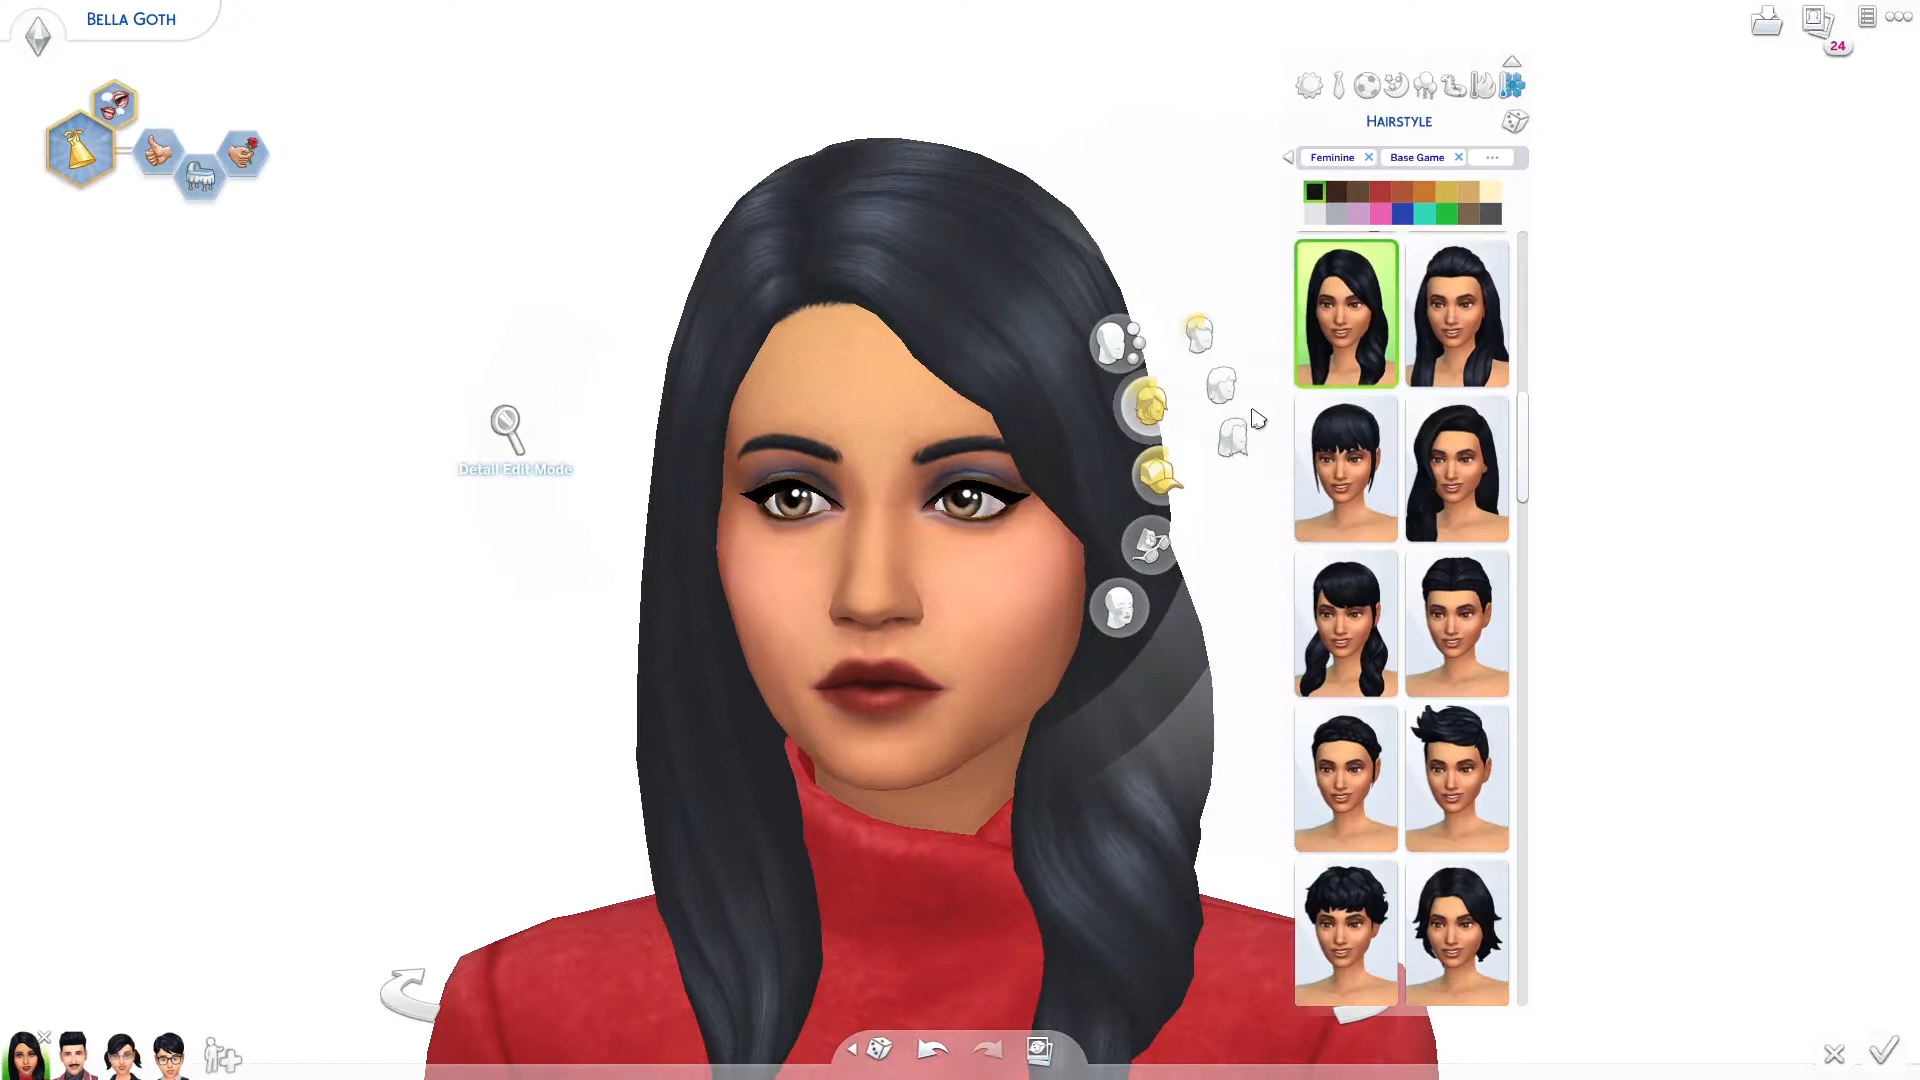 BELLA GOTH
24
HAIRSTYLE
Feminine
Base Game
Detail Edit Mode